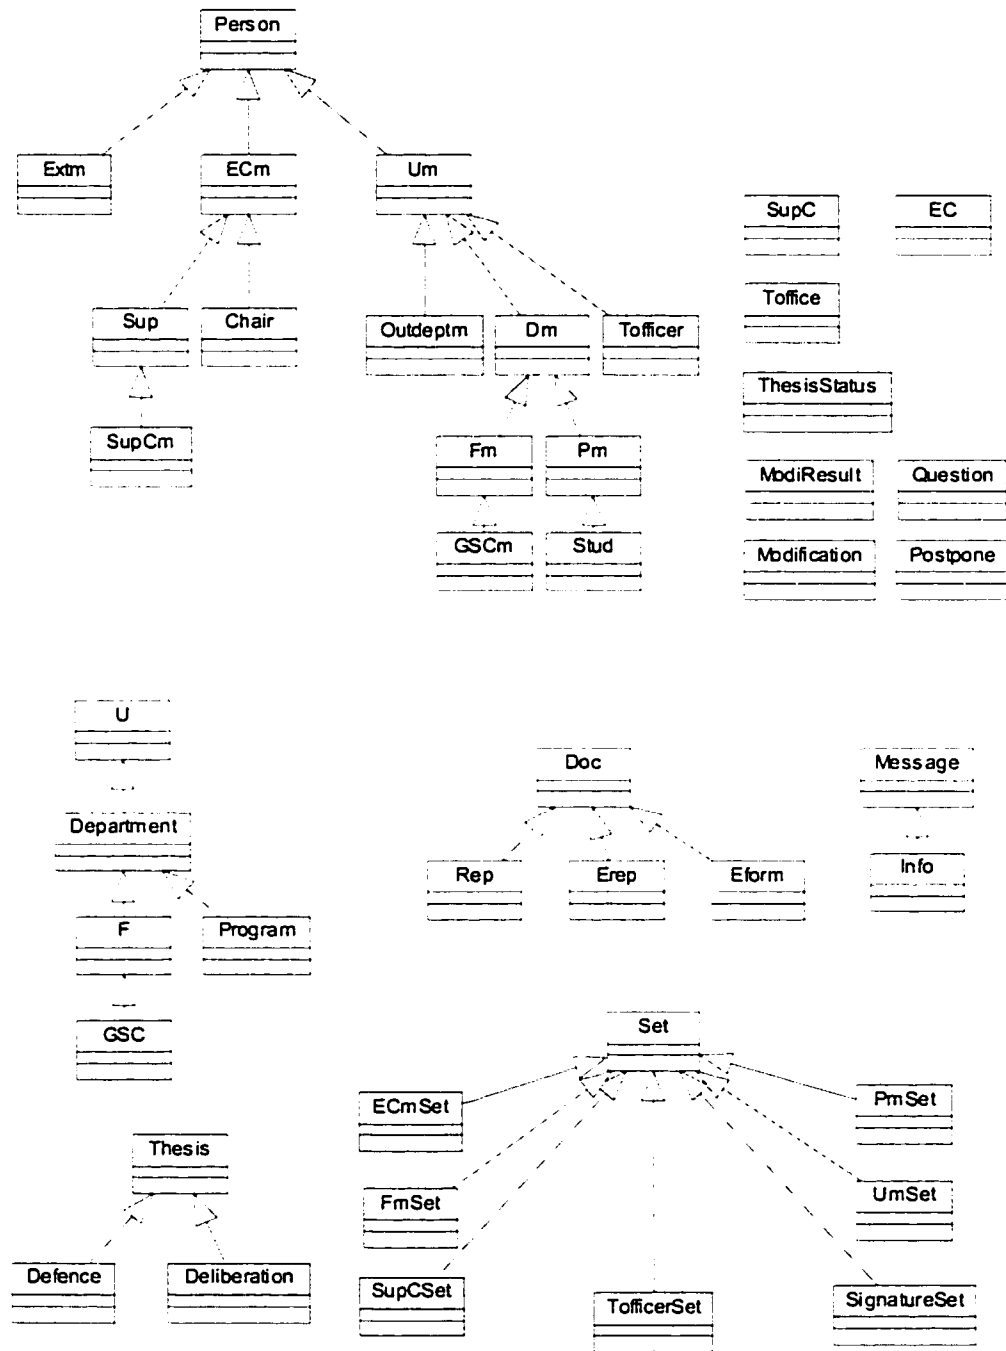 Person
Extm
ECm
Um
SupC
EC
Toffice
Sup
Chair
Outdeptm
Dm
Tofficer
ThesisStatus
SupCm
Fm
Pm
ModiResult
Question
GSCm
Stud
Modification
Postpone
U
Doc
Message
Department
Rep
Erep
Eform
Info
F
Program
GSC
Set
ECmSet
PmSet
Thesis
FmSet
UmSet
Defence
Deliberation
SupCSet
TofficerSet
SignatureSet